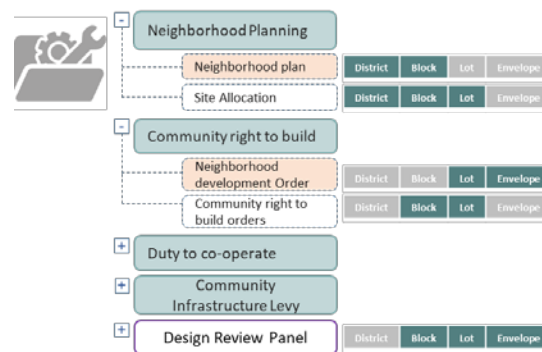 -
Neighborhood Planning
Neighborhood plan
District Block Lot Envelope
Site Allocation
District Block Lot Envelope
-
Community right to build
Neighborhood
development Order
District Block Lot Envelope
Community right to
build orders
District Block Lot Envelope
+
Duty to co-operate
+
Community
Infrastructure Levy
+
Design Review Panel
District Block Lot Envelope